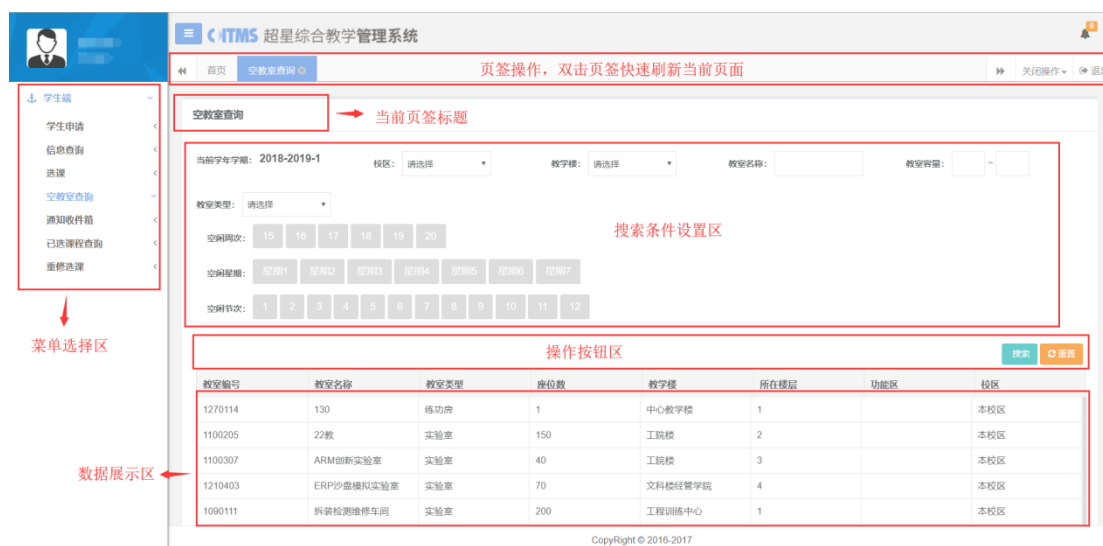 CITMS 超星综合教学管理系统
0
首页 空教室查询 页签操作，双击页签快速刷新当前页面 关闭操作
学生端
学生申请
信息查询
选课
空教室查询
通知收件箱
已选课程查询
重修选课
菜单选择区
空教室查询 当前页签标题
当前学年学期： 2018-2019-1 校区： 请选择 教学楼： 请选择 教室名称： 教室容量： ~
教室类型： 请选择
搜索条件设置区
空闲周次： 15 16 17 18 19 20
空闲星期： 星期1 星期2 星期3 星期4 星期5 星期6 星期7
空闲节次： 1 2 3 4 5 6 7 8 9 10 11 12
操作按钮区 搜索 重置
教室编号 教室名称 教室类型 座位数 教学楼 所在楼层 功能区 校区
1270114 130 练功房 1 中心教学楼 1 本校区
1100205 22教 实验室 150 工院楼 2 本校区
1100307 ARM创新实验室 实验室 40 工院楼 3 本校区
1210403 ERP沙盘模拟实验室 实验室 70 文科楼经管学院 4 本校区
1090111 拆装检测维修车间 实验室 200 工程训练中心 1 本校区
数据展示区
CopyRight © 2016-2017